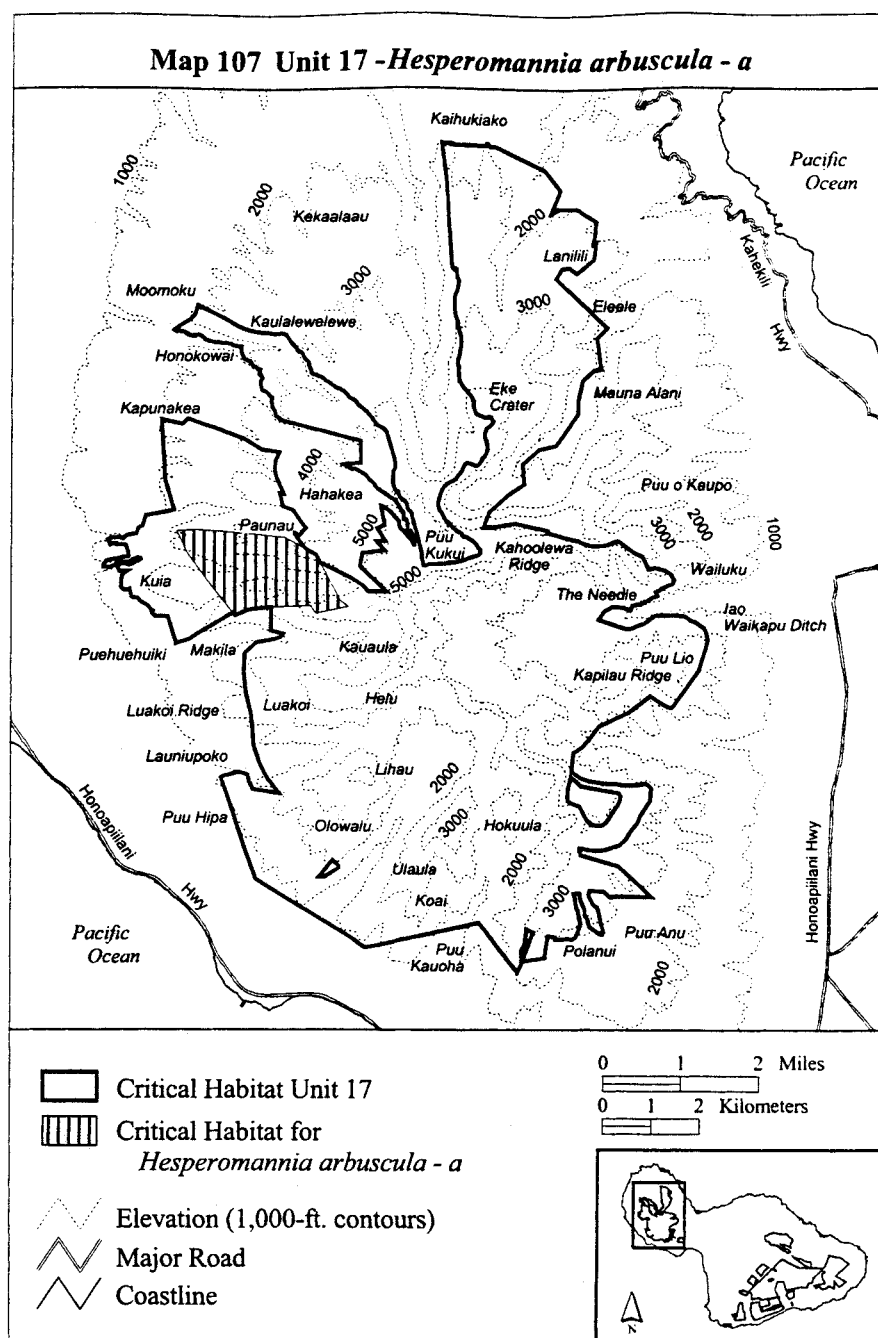 Map 107 Unit 17 - Hesperomannia arbuscula - a
Kaihukiako
Pacific
Ocean
1000
2000
Kekaalaau
2000
Lanilili
Kahekili
Hwy
3000
3000
Eleele
Moomoku
Kaulalewelewe
Honokowai
Eke
Crater
Mauna Alani
Kapunakea
4000
Hahakea
Puu o Kaupo
3000
2000
1000
Paunau
5000
Puu
Kukui
Kahoolewa
Ridge
Wailuku
5000
Kuia
The Needle
Iao
Waikapu Ditch
Puehuehuiki
Makila
Kauaula
Puu Lio
Kapilau Ridge
Luakoi Ridge
Luakoi
Helu
Launiupoko
Lihau
2000
Puu Hipa
Olowalu
3000
Hokuula
Honoapiilani
Hwy
Ulaula
2000
Honoapiilani Hwy
Koai
3000
Pacific
Ocean
Puu
Kauoha
Polanui
Puu Anu
2000
Critical Habitat Unit 17
Critical Habitat for
Hesperomannia arbuscula - a
Elevation (1,000-ft. contours)
Major Road
Coastline
0 1 2 Miles
0 1 2 Kilometers
N